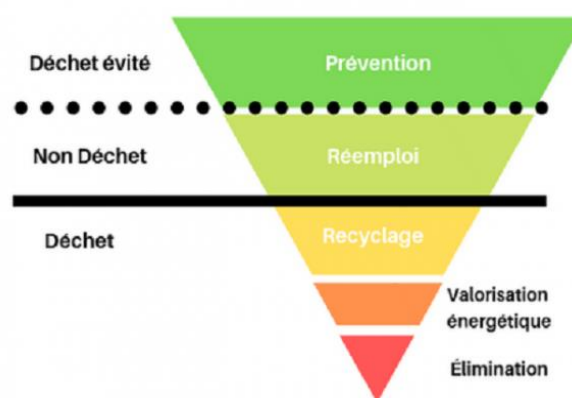 Déchet évité
Prévention
Non Déchet
Réemploi
Déchet
Recyclage
Valorisation
énergétique
Élimination